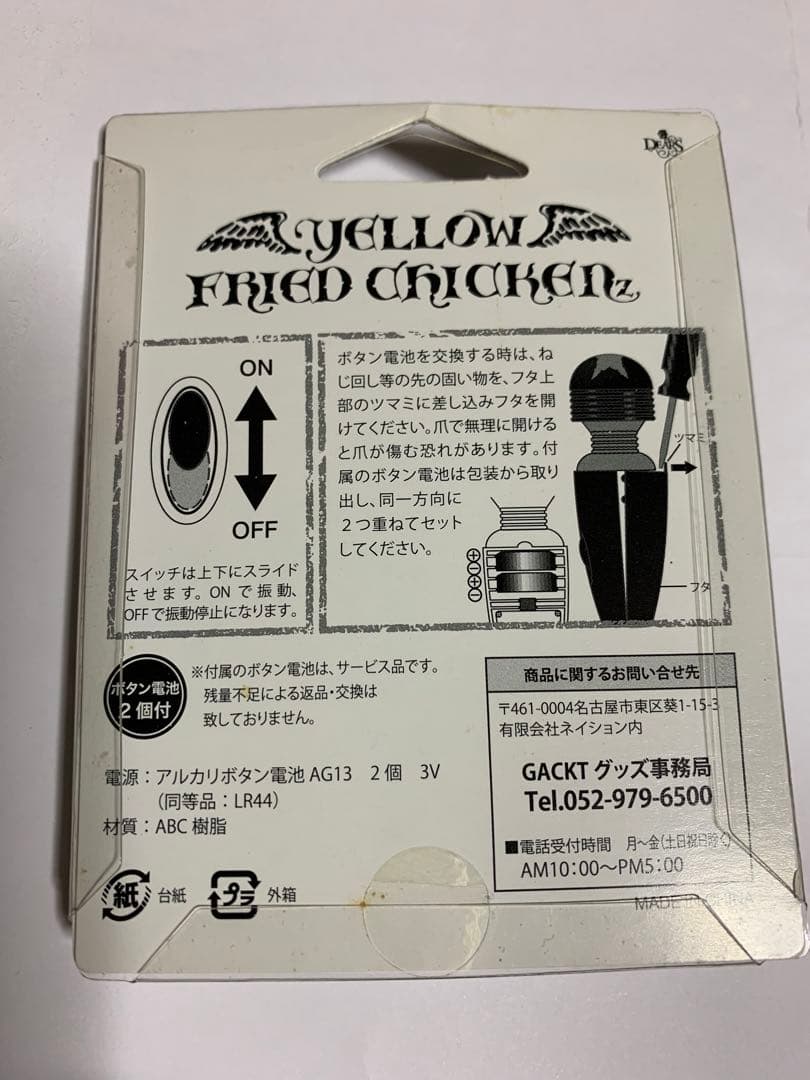 DEARS
YELLOW
FRIED CHICKENz
ON
OFF
スイッチは上下にスライド
させます。ONで振動、
OFFで振動停止になります。
ボタン電池を交換する時は、ね
じ回し等の先の固い物を、フタ上
部のツマミに差し込みフタを開
けてください。爪で無理に開ける
と爪が傷む恐れがあります。付
属のボタン電池は包装から取り
出し、同一方向に
２つ重ねてセット
してください。
ツマミ
⊕
⊖
⊕
⊖
フタ
ボタン電池
2個付
※付属のボタン電池は、サービス品です。
残量不足による返品・交換は
致しておりません。
電源：アルカリボタン電池 AG13　2個　3V
（同等品：LR44）
材質：ABC 樹脂
紙 台紙
プラ 外箱
商品に関するお問い合せ先
〒461-0004名古屋市東区葵1-15-3
有限会社ネイション内
GACKT グッズ事務局
Tel.052-979-6500
■電話受付時間　月～金(土日祝日除く)
AM10：00～PM5：00
MADE IN CHINA